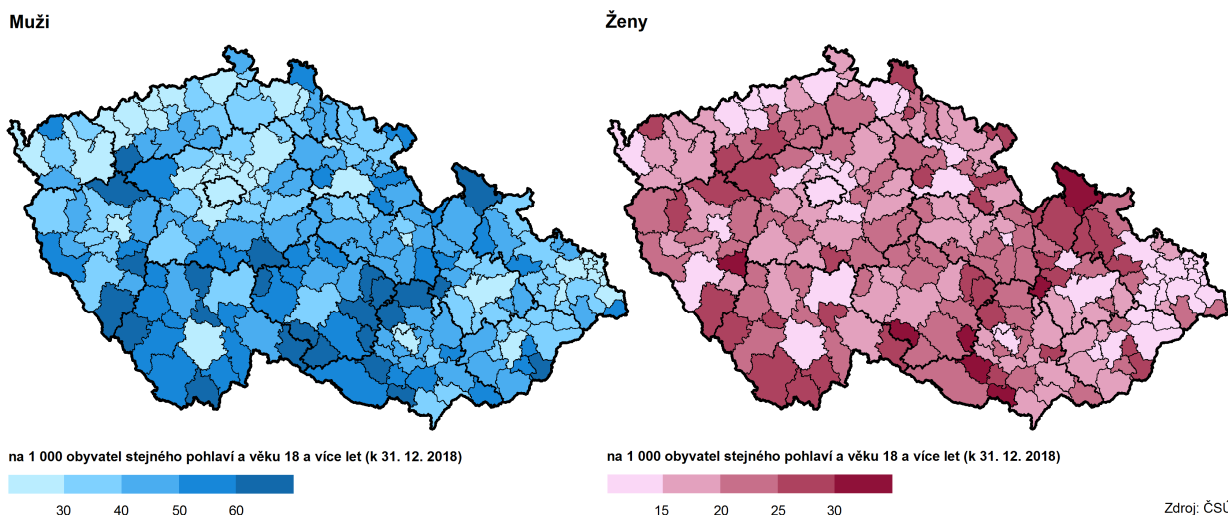 Muži
Ženy
na 1 000 obyvatel stejného pohlaví a věku 18 a více let (k 31. 12. 2018)
30 40 50 60
na 1 000 obyvatel stejného pohlaví a věku 18 a více let (k 31. 12. 2018)
15 20 25 30
Zdroj: ČSÚ